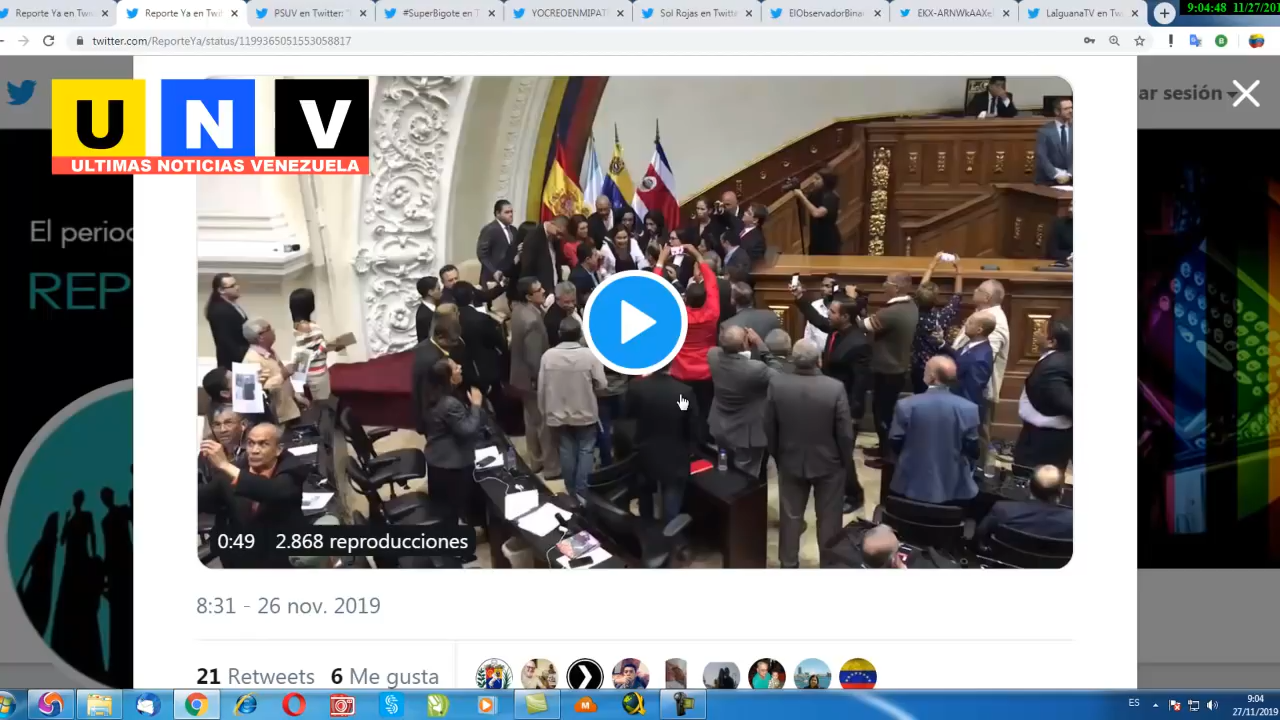 Reporte Ya en Twi
Reporte Ya en Twi
PSUV en Twitter:
#SuperBigote en T
YOCREDENMIPAT
Sol Rojas en Twitte
ElObservadorBinar
EKX-ARNWkAAXe
LaIguanaTV en Tw
9:04:48 11/27/201
twitter.com/ReporteYa/status/1199365051553058817
ar sesión
U N V
ULTIMAS NOTICIAS VENEZUELA
El period
REP
0:49 2.868 reproducciones
8:31 - 26 nov. 2019
21 Retweets 6 Me gusta
ES
9:04
27/11/2019